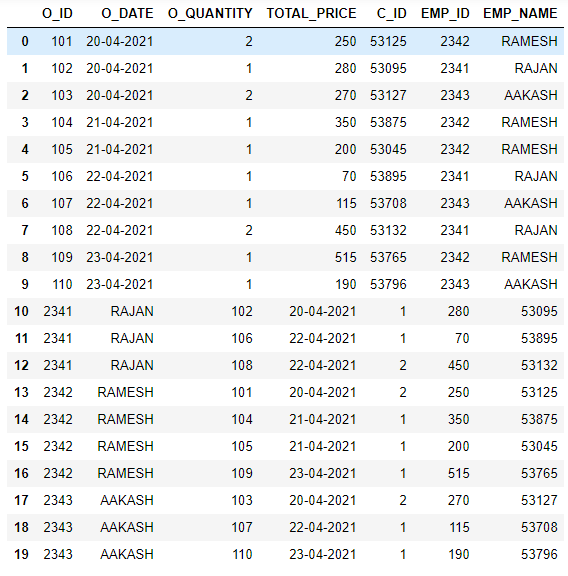 O_ID O_DATE O_QUANTITY TOTAL_PRICE C_ID EMP_ID EMP_NAME
0 101 20-04-2021 2 250 53125 2342 RAMESH
1 102 20-04-2021 1 280 53095 2341 RAJAN
2 103 20-04-2021 2 270 53127 2343 AAKASH
3 104 21-04-2021 1 350 53875 2342 RAMESH
4 105 21-04-2021 1 200 53045 2342 RAMESH
5 106 22-04-2021 1 70 53895 2341 RAJAN
6 107 22-04-2021 1 115 53708 2343 AAKASH
7 108 22-04-2021 2 450 53132 2341 RAJAN
8 109 23-04-2021 1 515 53765 2342 RAMESH
9 110 23-04-2021 1 190 53796 2343 AAKASH
10 2341 RAJAN 102 20-04-2021 1 280 53095
11 2341 RAJAN 106 22-04-2021 1 70 53895
12 2341 RAJAN 108 22-04-2021 2 450 53132
13 2342 RAMESH 101 20-04-2021 2 250 53125
14 2342 RAMESH 104 21-04-2021 1 350 53875
15 2342 RAMESH 105 21-04-2021 1 200 53045
16 2342 RAMESH 109 23-04-2021 1 515 53765
17 2343 AAKASH 103 20-04-2021 2 270 53127
18 2343 AAKASH 107 22-04-2021 1 115 53708
19 2343 AAKASH 110 23-04-2021 1 190 53796